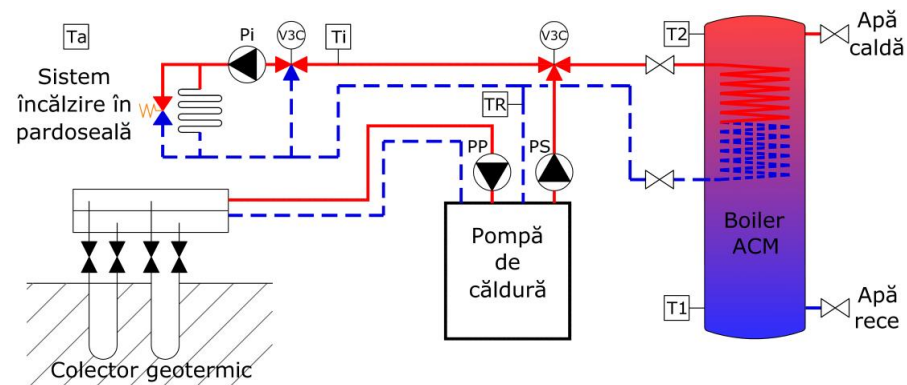 Ta
Pi
V3C
Ti
V3C
T2
Apă
caldă
Sistem
încălzire în
pardoseală
TR
PP
PS
Pompă
de
căldură
Boiler
ACM
T1
Apă
rece
Colector geotermic